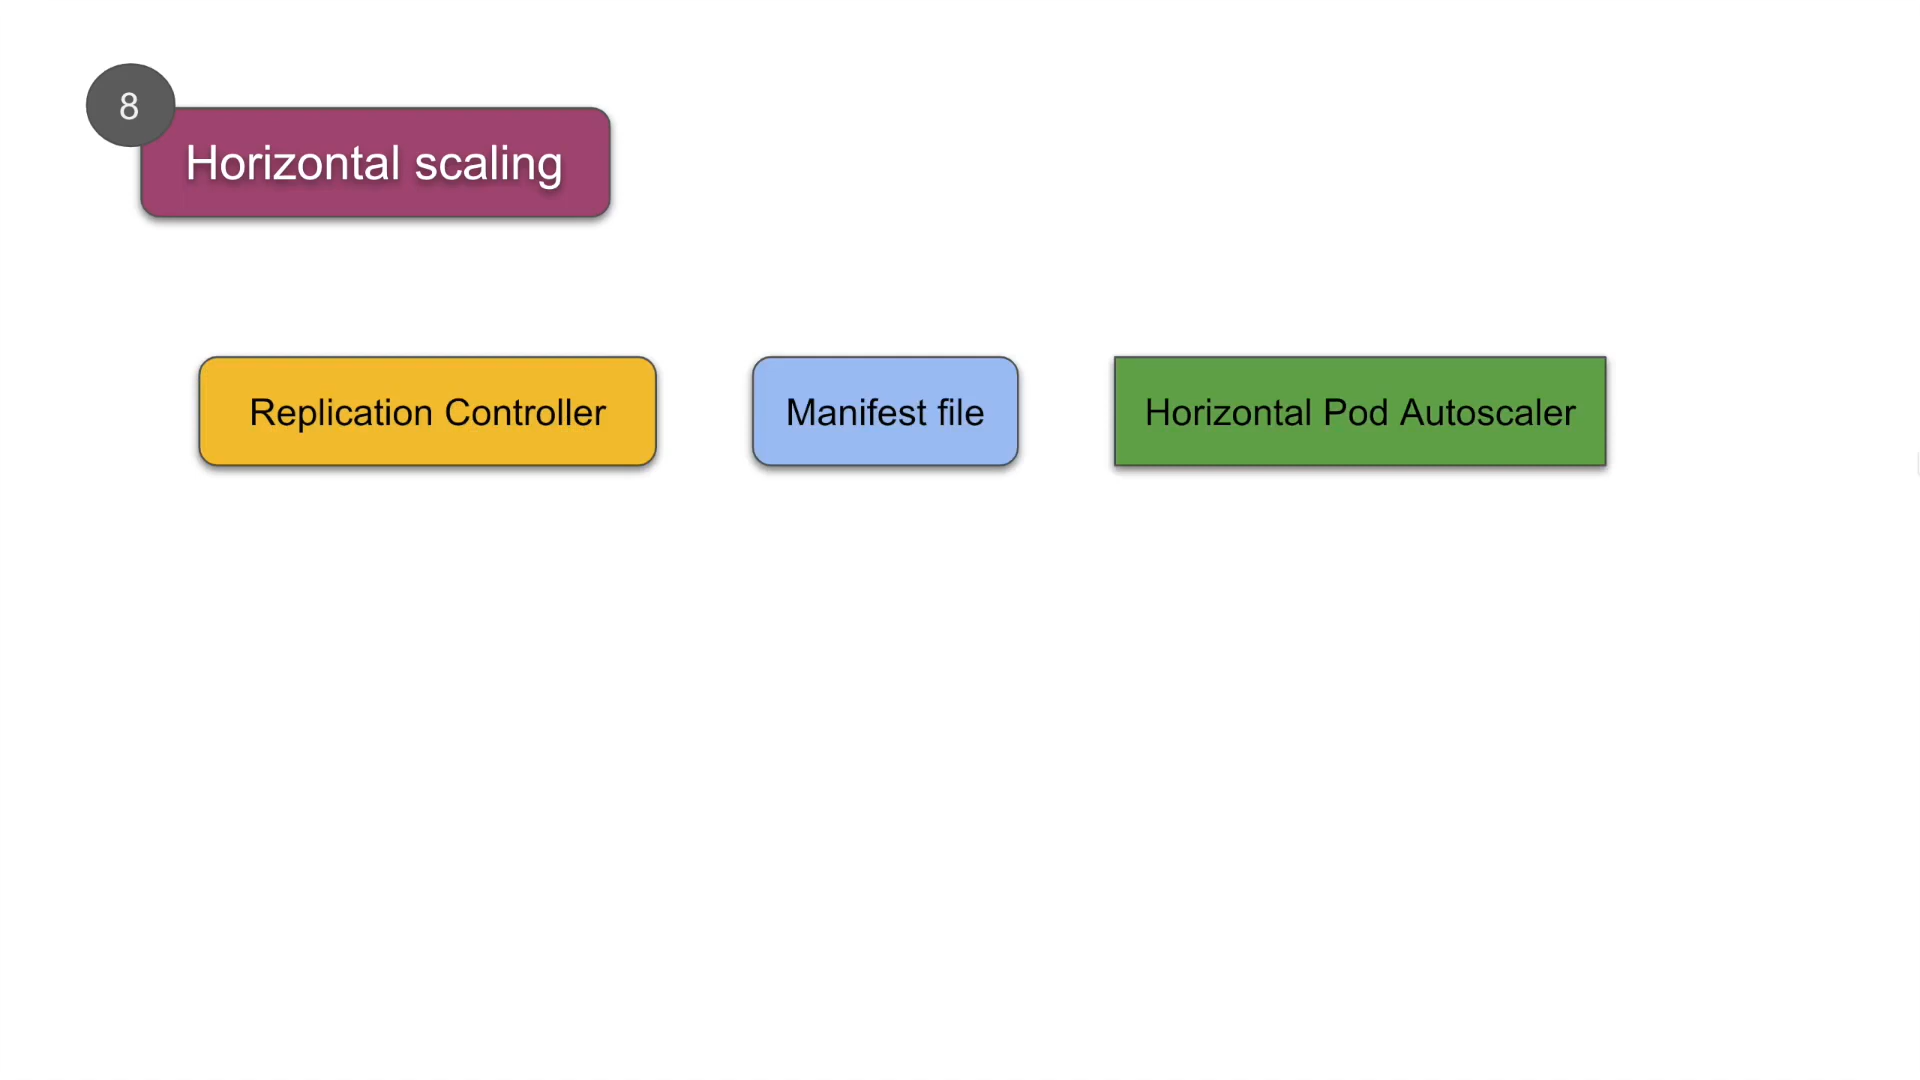 8
Horizontal scaling
Replication Controller
Manifest file
Horizontal Pod Autoscaler